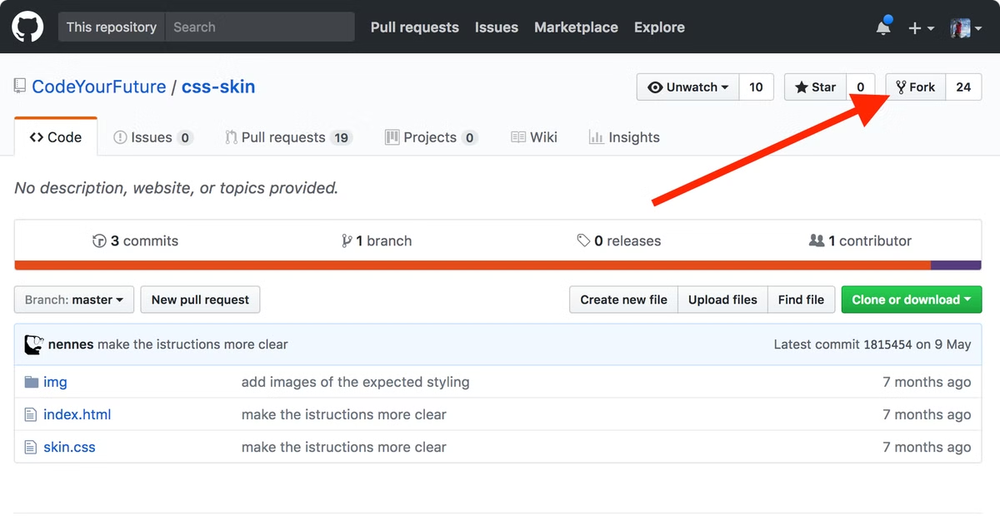 This repository Search Pull requests Issues Marketplace Explore
CodeYourFuture / css-skin Unwatch 10 Star 0 Fork 24
Code Issues 0 Pull requests 19 Projects 0 Wiki Insights
No description, website, or topics provided.
3 commits 1 branch 0 releases 1 contributor
Branch: master New pull request Create new file Upload files Find file Clone or download
nennes make the istructions more clear Latest commit 1815454 on 9 May
img add images of the expected styling 7 months ago
index.html make the istructions more clear 7 months ago
skin.css make the istructions more clear 7 months ago